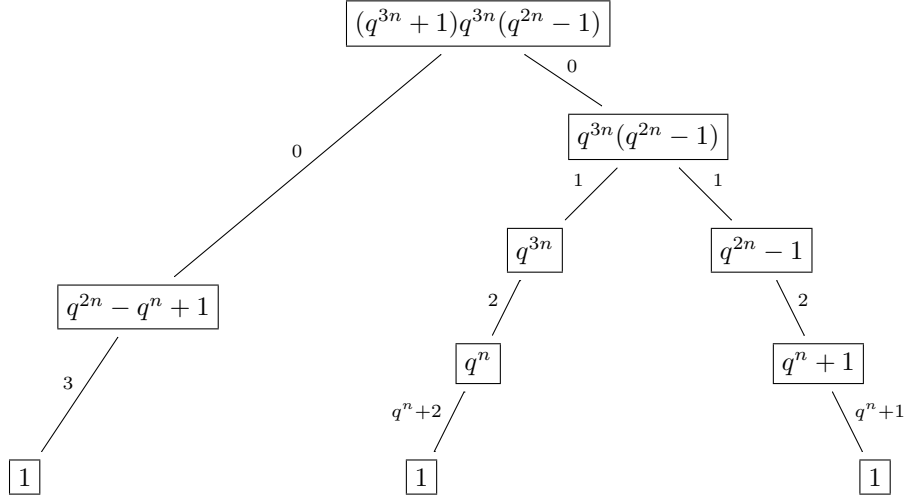 (q^{3n} + 1)q^{3n}(q^{2n} − 1)
0
0
q^{3n}(q^{2n} − 1)
1 1
q^{3n} q^{2n} − 1
q^{2n} − q^n + 1
2 2
q^n q^n + 1
3
q^n+2 q^n+1
1 1 1